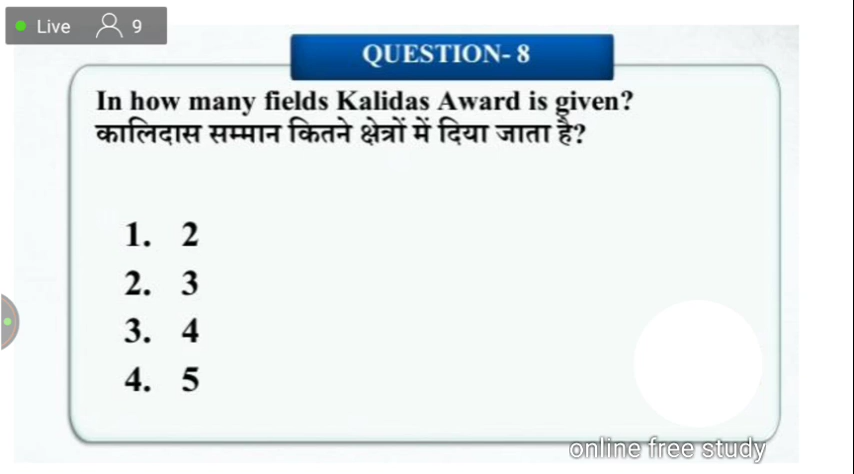 Live 9
QUESTION- 8
In how many fields Kalidas Award is given?
कालिदास सम्मान कितने क्षेत्रों में दिया जाता है?
1. 2
2. 3
3. 4
4. 5
online free study